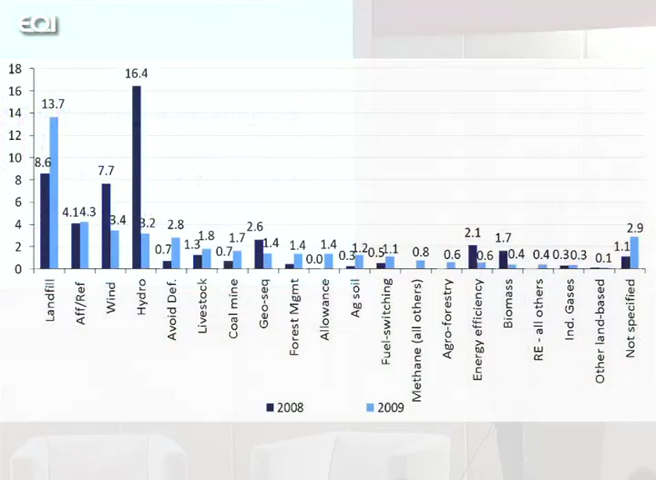 EQI
18
16
14
12
10
8
6
4
2
0
8.6 13.7
4.1 4.3
7.7 3.4
16.4 3.2
0.7 2.8
1.3 1.8
0.7 1.7
2.6 1.4
1.4
0.0 1.4
0.3 1.2
0.5 1.1
0.8
0.6
2.1 0.6
1.7 0.4
0.4
0.3 0.3
0.1
1.1 2.9
Landfill
Aff/Ref
Wind
Hydro
Avoid Def.
Livestock
Coal mine
Geo-seq
Forest Mgmt
Allowance
Ag soil
Fuel-switching
Methane (all others)
Agro-forestry
Energy efficiency
Biomass
RE - all others
Ind. Gases
Other land-based
Not specified
2008 2009